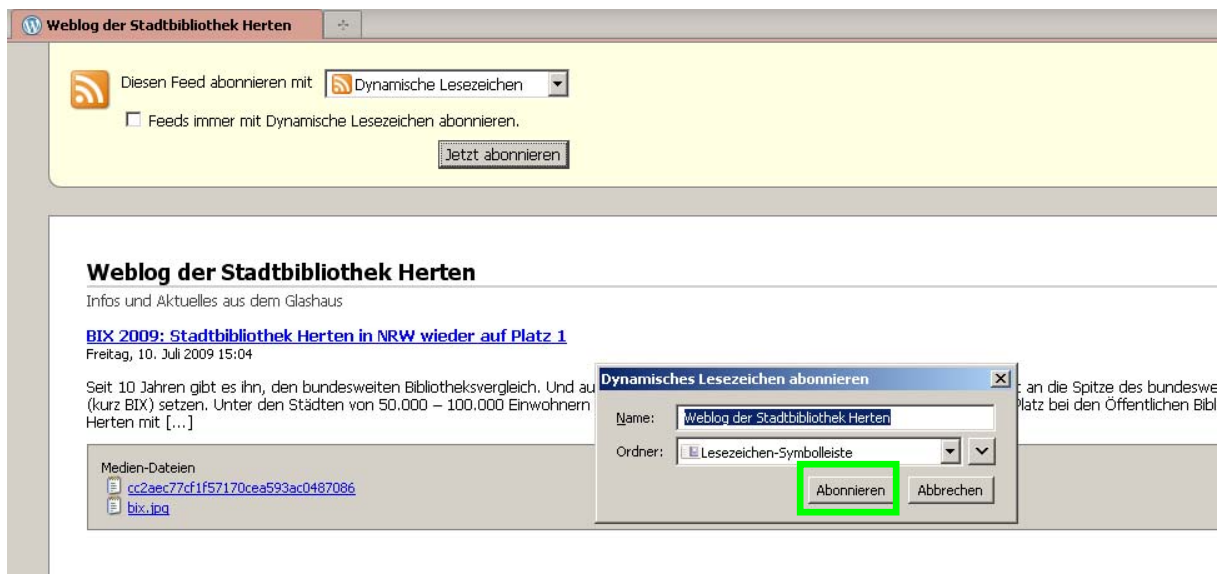 Weblog der Stadtbibliothek Herten
Diesen Feed abonnieren mit Dynamische Lesezeichen
Feeds immer mit Dynamische Lesezeichen abonnieren.
Jetzt abonnieren
Weblog der Stadtbibliothek Herten
Infos und Aktuelles aus dem Glashaus
BIX 2009: Stadtbibliothek Herten in NRW wieder auf Platz 1
Freitag, 10. Juli 2009 15:04
Seit 10 Jahren gibt es ihn, den bundesweiten Bibliotheksvergleich. Und au
an die Spitze des bundeswe
(kurz BIX) setzen. Unter den Städten von 50.000 – 100.000 Einwohnern
Platz bei den Öffentlichen Bibl
Herten mit [...]
Medien-Dateien
cc2aec77cf1f57170cea593ac0487086
bix.jpg
Dynamisches Lesezeichen abonnieren
Name: Weblog der Stadtbibliothek Herten
Ordner: Lesezeichen-Symbolleiste
Abonnieren Abbrechen